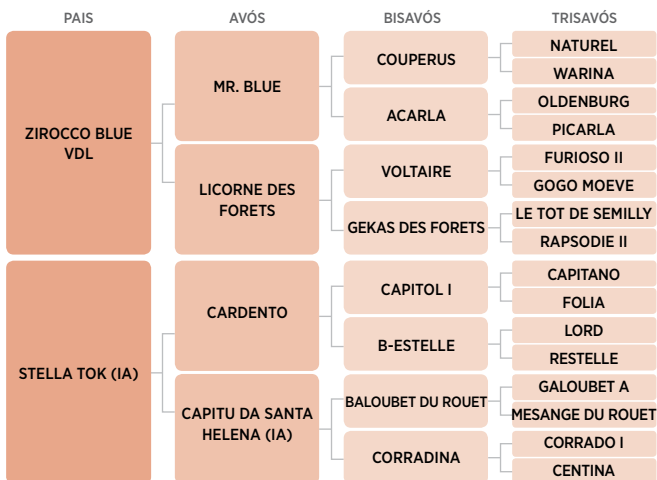 PAIS
AVÓS
BISAVÓS
TRISAVÓS
ZIROCCO BLUE
VDL
MR. BLUE
LICORNE DES
FORETS
COUPERUS
ACARLA
VOLTAIRE
GEKAS DES FORETS
NATUREL
WARINA
OLDENBURG
PICARLA
FURIOSO II
GOGO MOEVE
LE TOT DE SEMILLY
RAPSODIE II
STELLA TOK (IA)
CARDENTO
CAPITU DA SANTA
HELENA (IA)
CAPITOL I
B-ESTELLE
BALOUBET DU ROUET
CORRADINA
CAPITANO
FOLIA
LORD
RESTELLE
GALOUBET A
MESANGE DU ROUET
CORRADO I
CENTINA